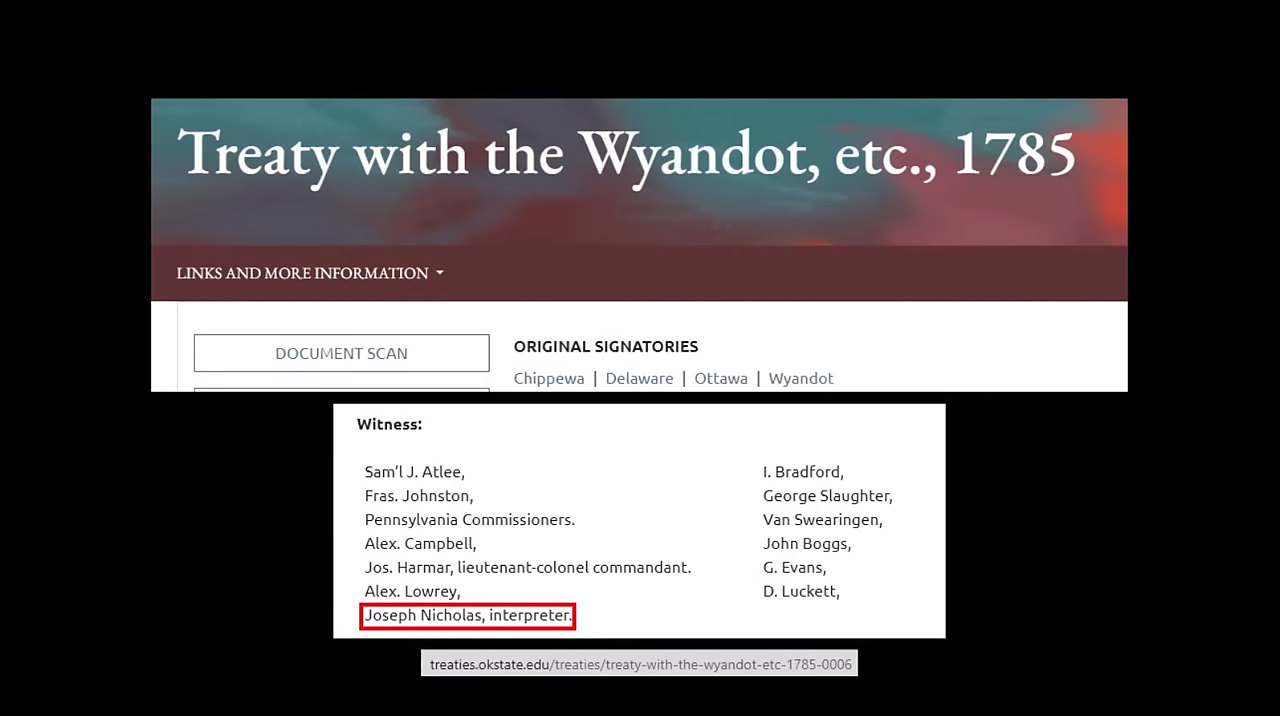 Treaty with the Wyandot, etc., 1785
LINKS AND MORE INFORMATION
DOCUMENT SCAN
ORIGINAL SIGNATORIES
Chippewa | Delaware | Ottawa | Wyandot
Witness:
Sam'l J. Atlee,
Fras. Johnston,
Pennsylvania Commissioners.
Alex. Campbell,
Jos. Harmar, lieutenant-colonel commandant.
Alex. Lowrey,
Joseph Nicholas, interpreter.
I. Bradford,
George Slaughter,
Van Swearingen,
John Boggs,
G. Evans,
D. Luckett,
treaties.okstate.edu/treaties/treaty-with-the-wyandot-etc-1785-0006